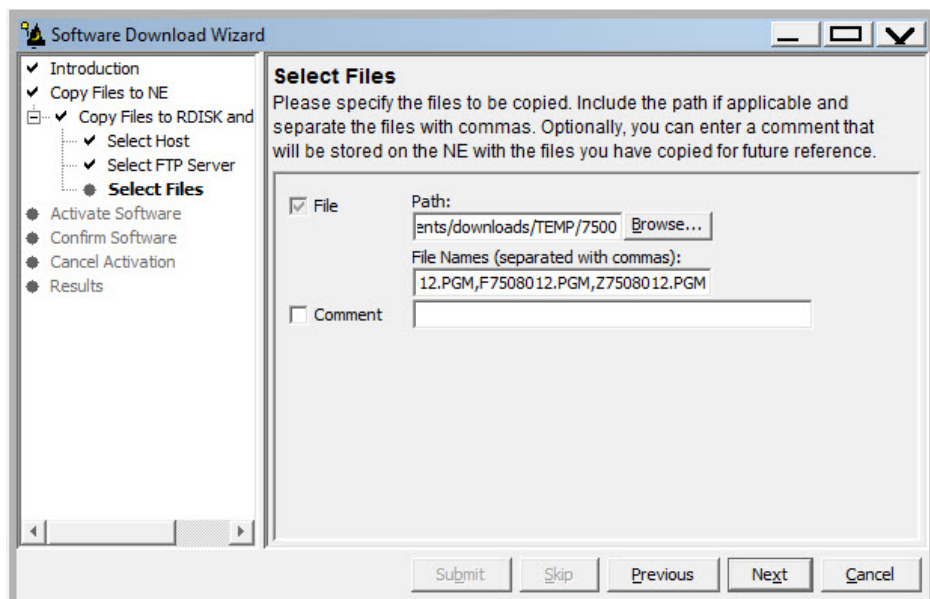 Software Download Wizard
Introduction
Copy Files to NE
Copy Files to RDISK and
Select Host
Select FTP Server
Select Files
Activate Software
Confirm Software
Cancel Activation
Results
Select Files
Please specify the files to be copied. Include the path if applicable and
separate the files with commas. Optionally, you can enter a comment that
will be stored on the NE with the files you have copied for future reference.
File
Path:
ents/downloads/TEMP/7500
Browse...
File Names (separated with commas):
12.PGM,F7508012.PGM,Z7508012.PGM
Comment
Submit
Skip
Previous
Next
Cancel